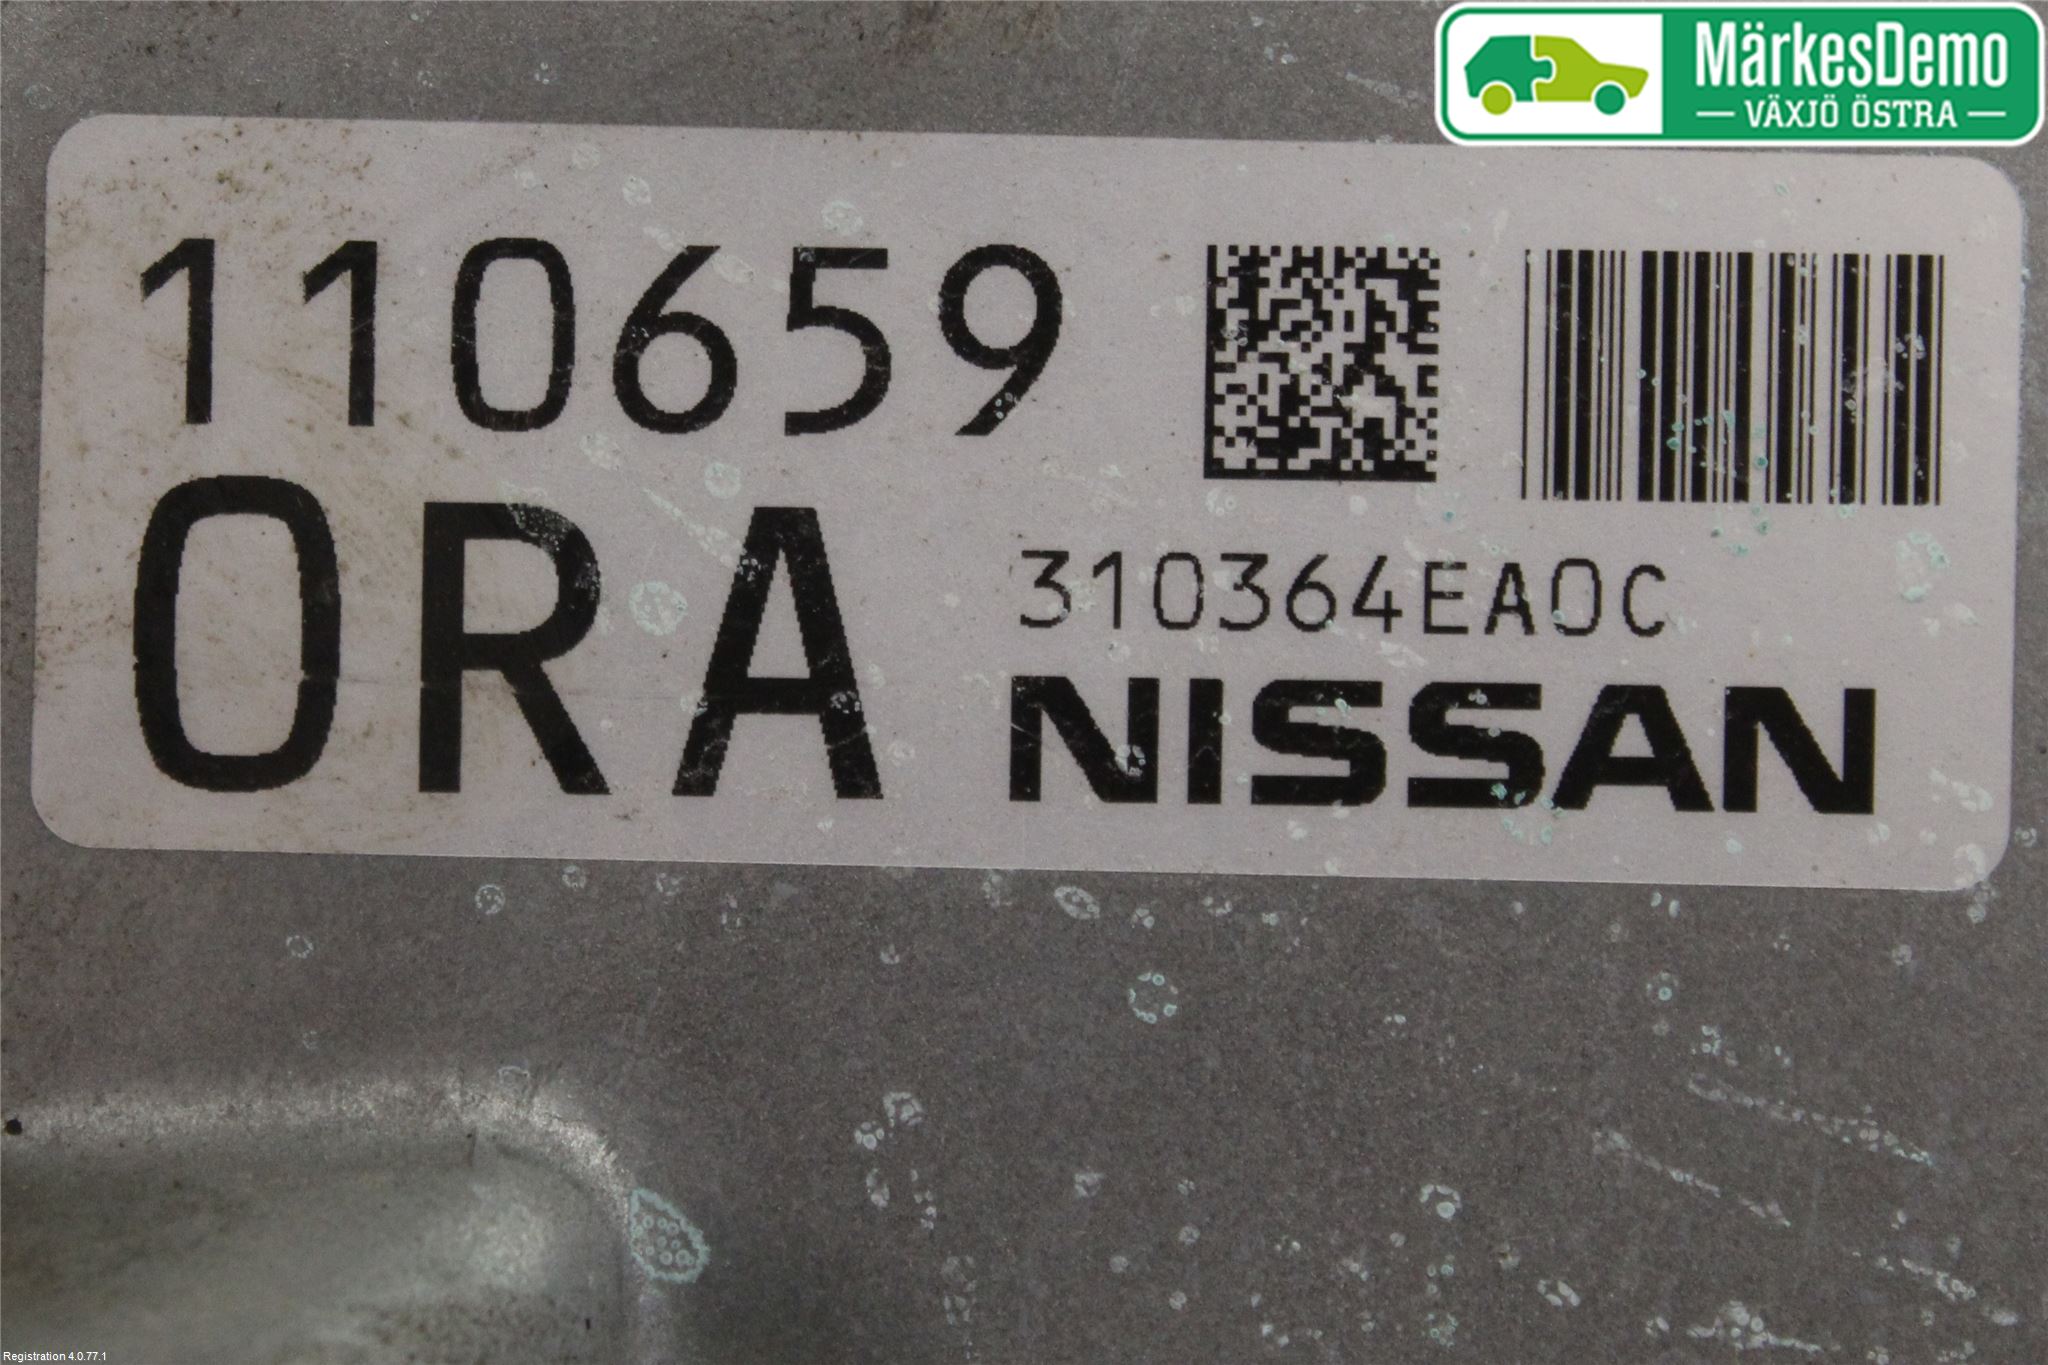 MärkesDemo
VÄXJÖ ÖSTRA
110659
0RA
310364EA0C
NISSAN
Registration 4.0.77.1